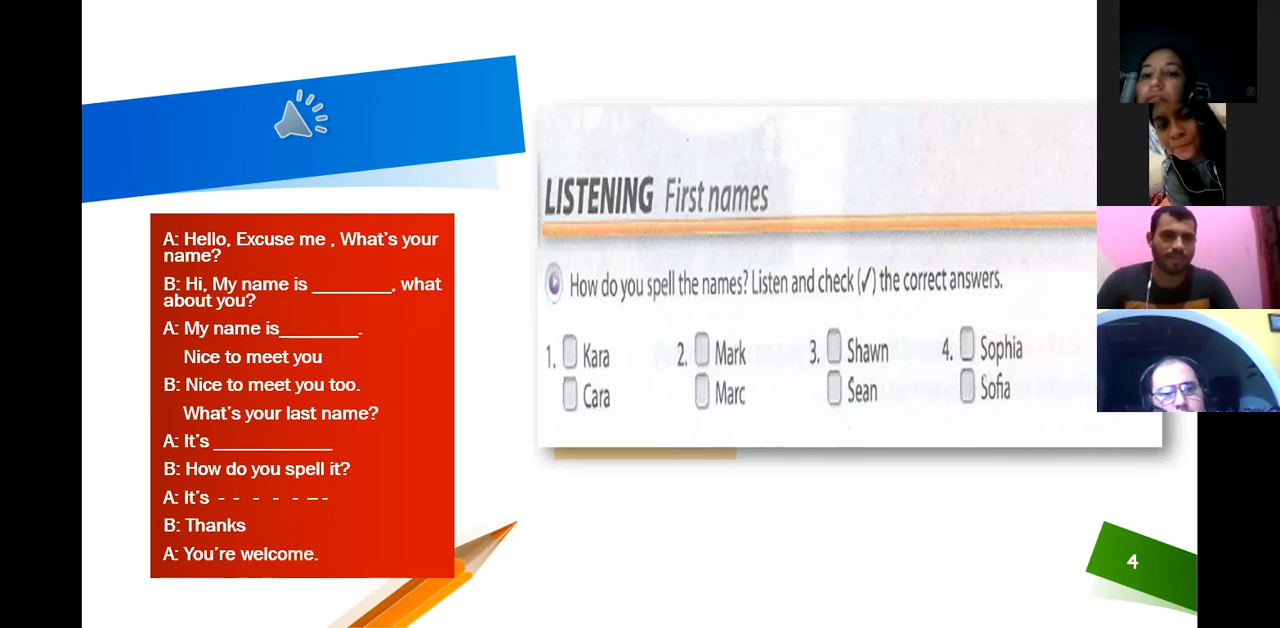 A: Hello, Excuse me , What's your
name?
B: Hi, My name is ________, what
about you?
A: My name is________.
Nice to meet you
B: Nice to meet you too.
What's your last name?
A: It's ____________
B: How do you spell it?
A: It's - - - - - – -
B: Thanks
A: You're welcome.
LISTENING First names
How do you spell the names? Listen and check (✓) the correct answers.
1. Kara 2. Mark 3. Shawn 4. Sophia
Cara Marc Sean Sofia
4